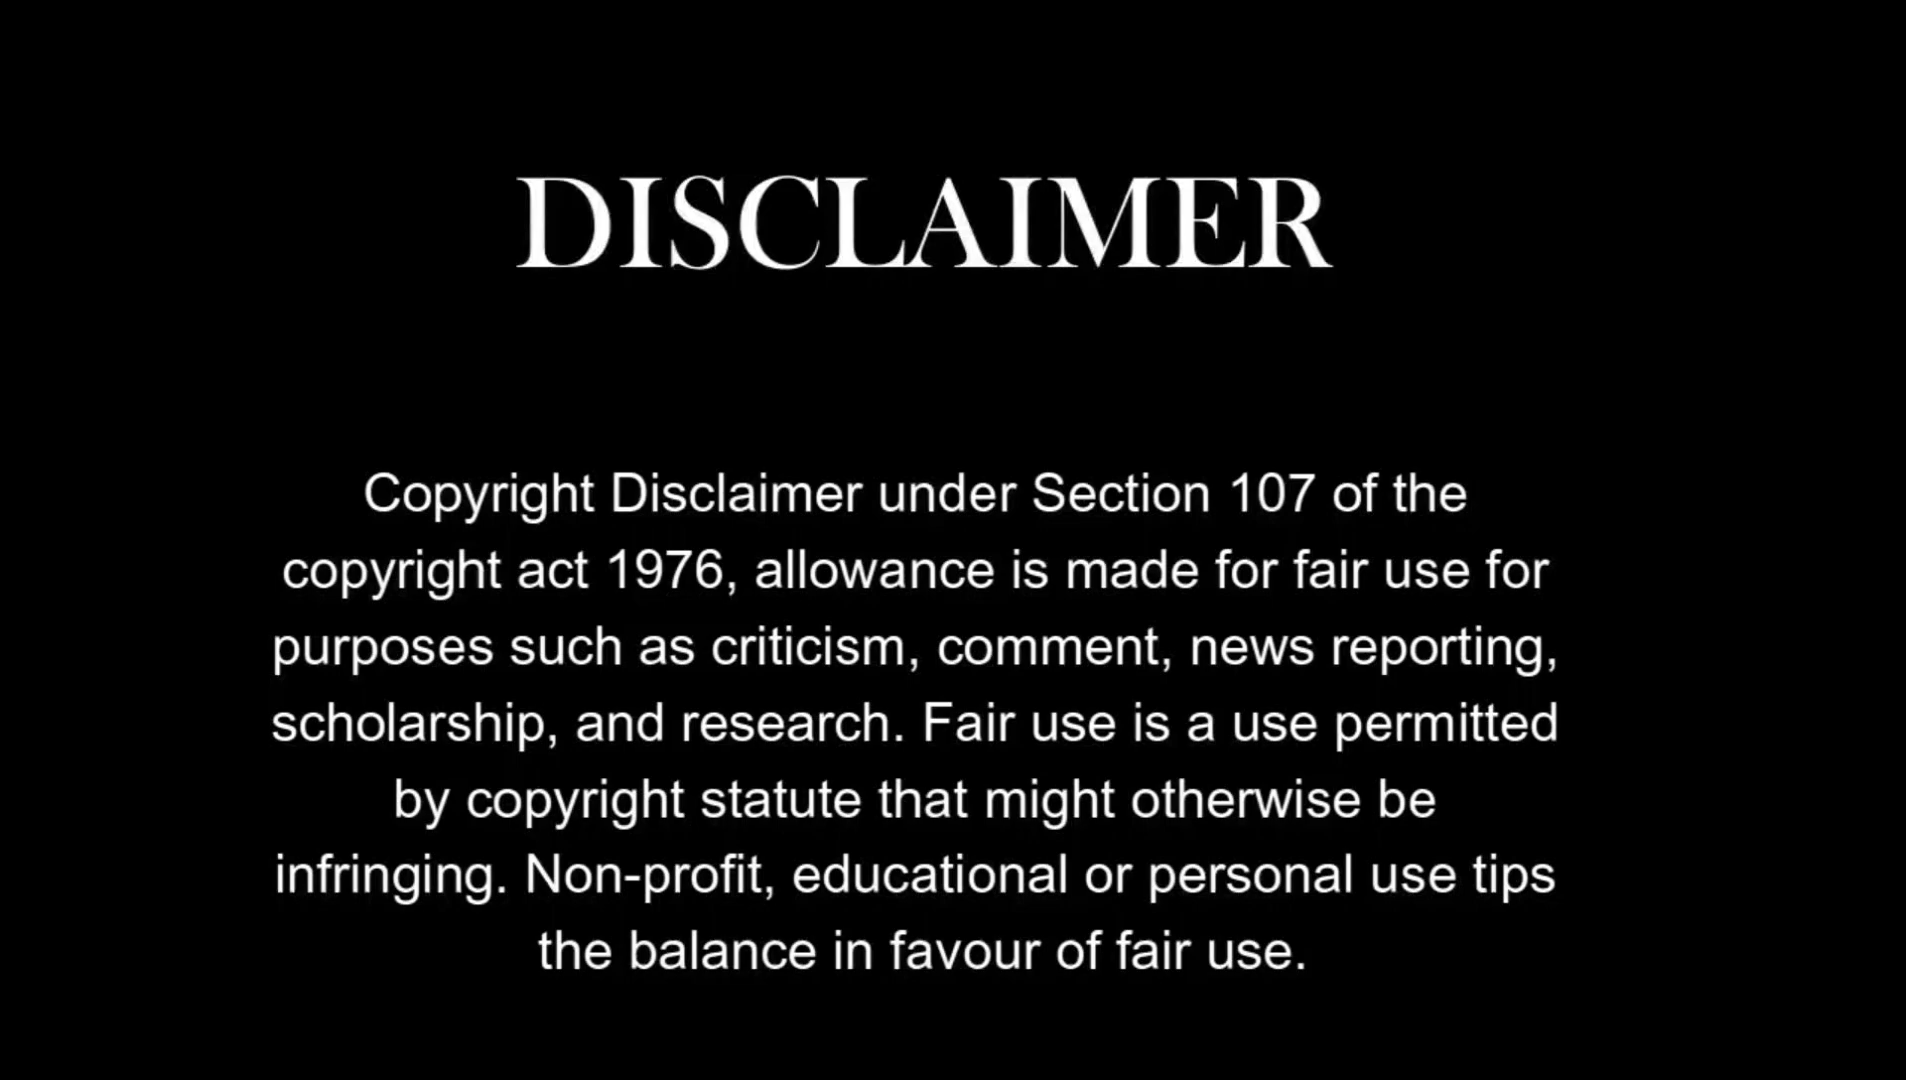 DISCLAIMER
Copyright Disclaimer under Section 107 of the
copyright act 1976, allowance is made for fair use for
purposes such as criticism, comment, news reporting,
scholarship, and research. Fair use is a use permitted
by copyright statute that might otherwise be
infringing. Non-profit, educational or personal use tips
the balance in favour of fair use.